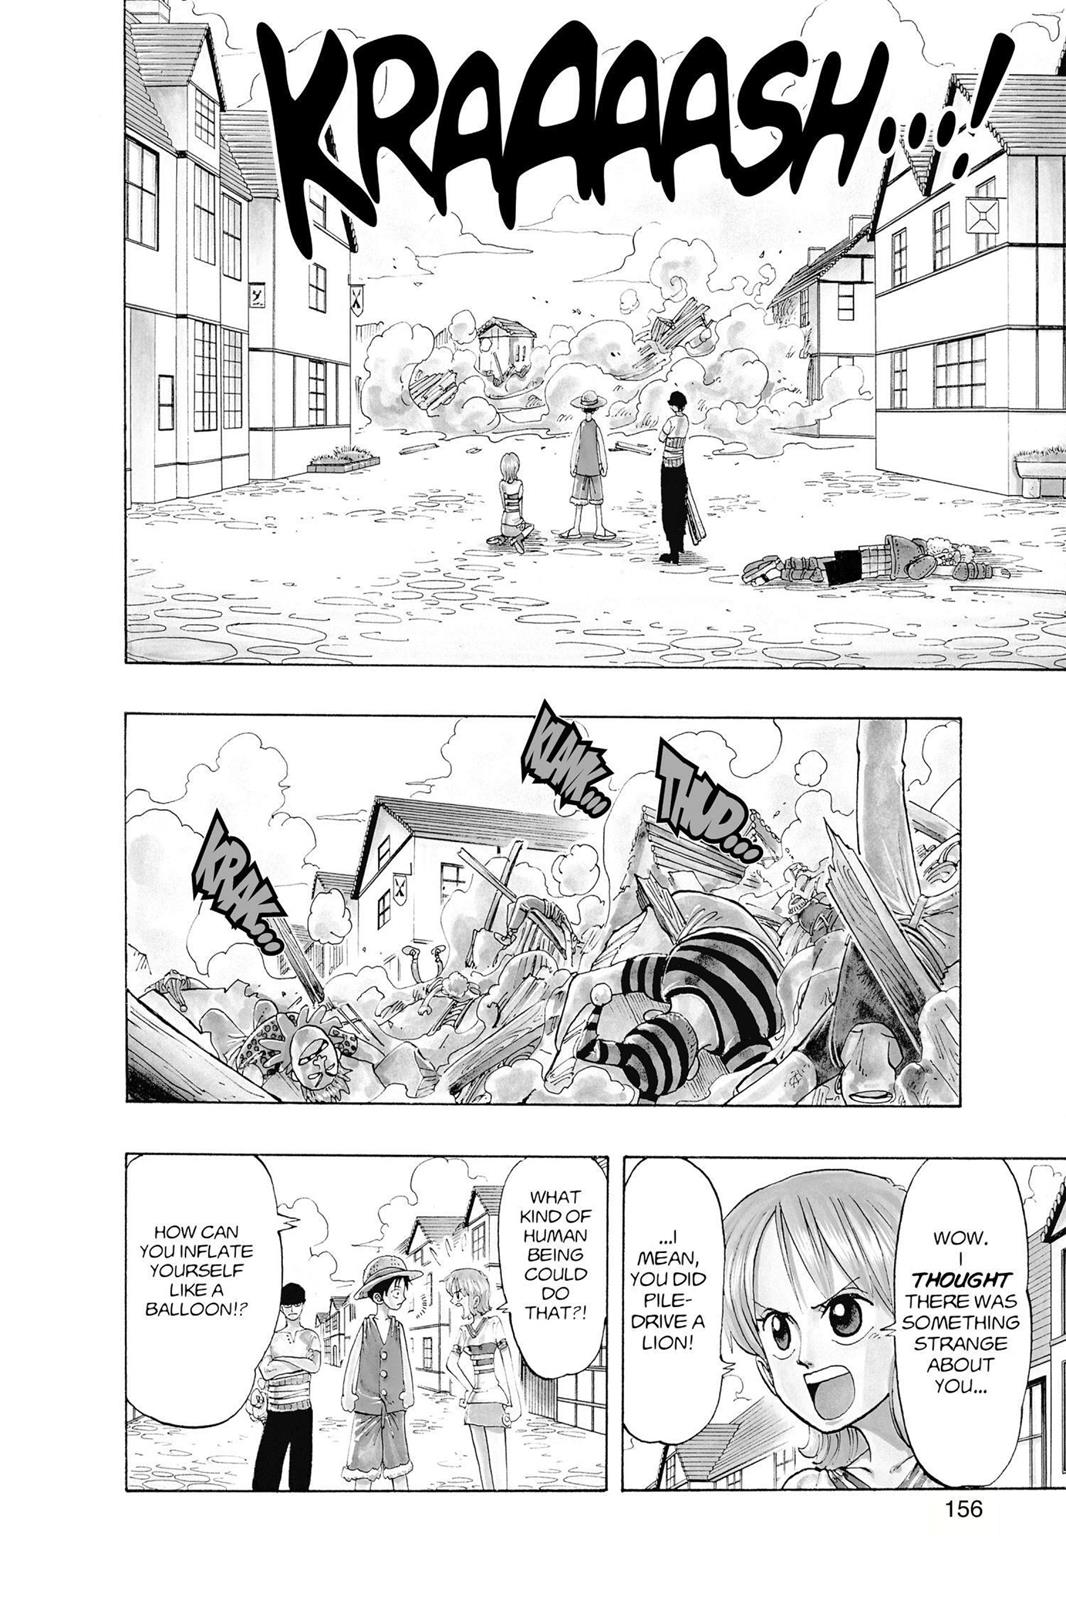 KRAAAASH...!
THUD...
KLANK...
KRAK...
WOW.
I
THOUGHT
THERE WAS
SOMETHING
STRANGE
ABOUT
YOU...
...I
MEAN,
YOU DID
PILE-
DRIVE A
LION!
WHAT
KIND OF
HUMAN
BEING
COULD
DO
THAT?!
HOW CAN
YOU INFLATE
YOURSELF
LIKE A
BALLOON!?
156